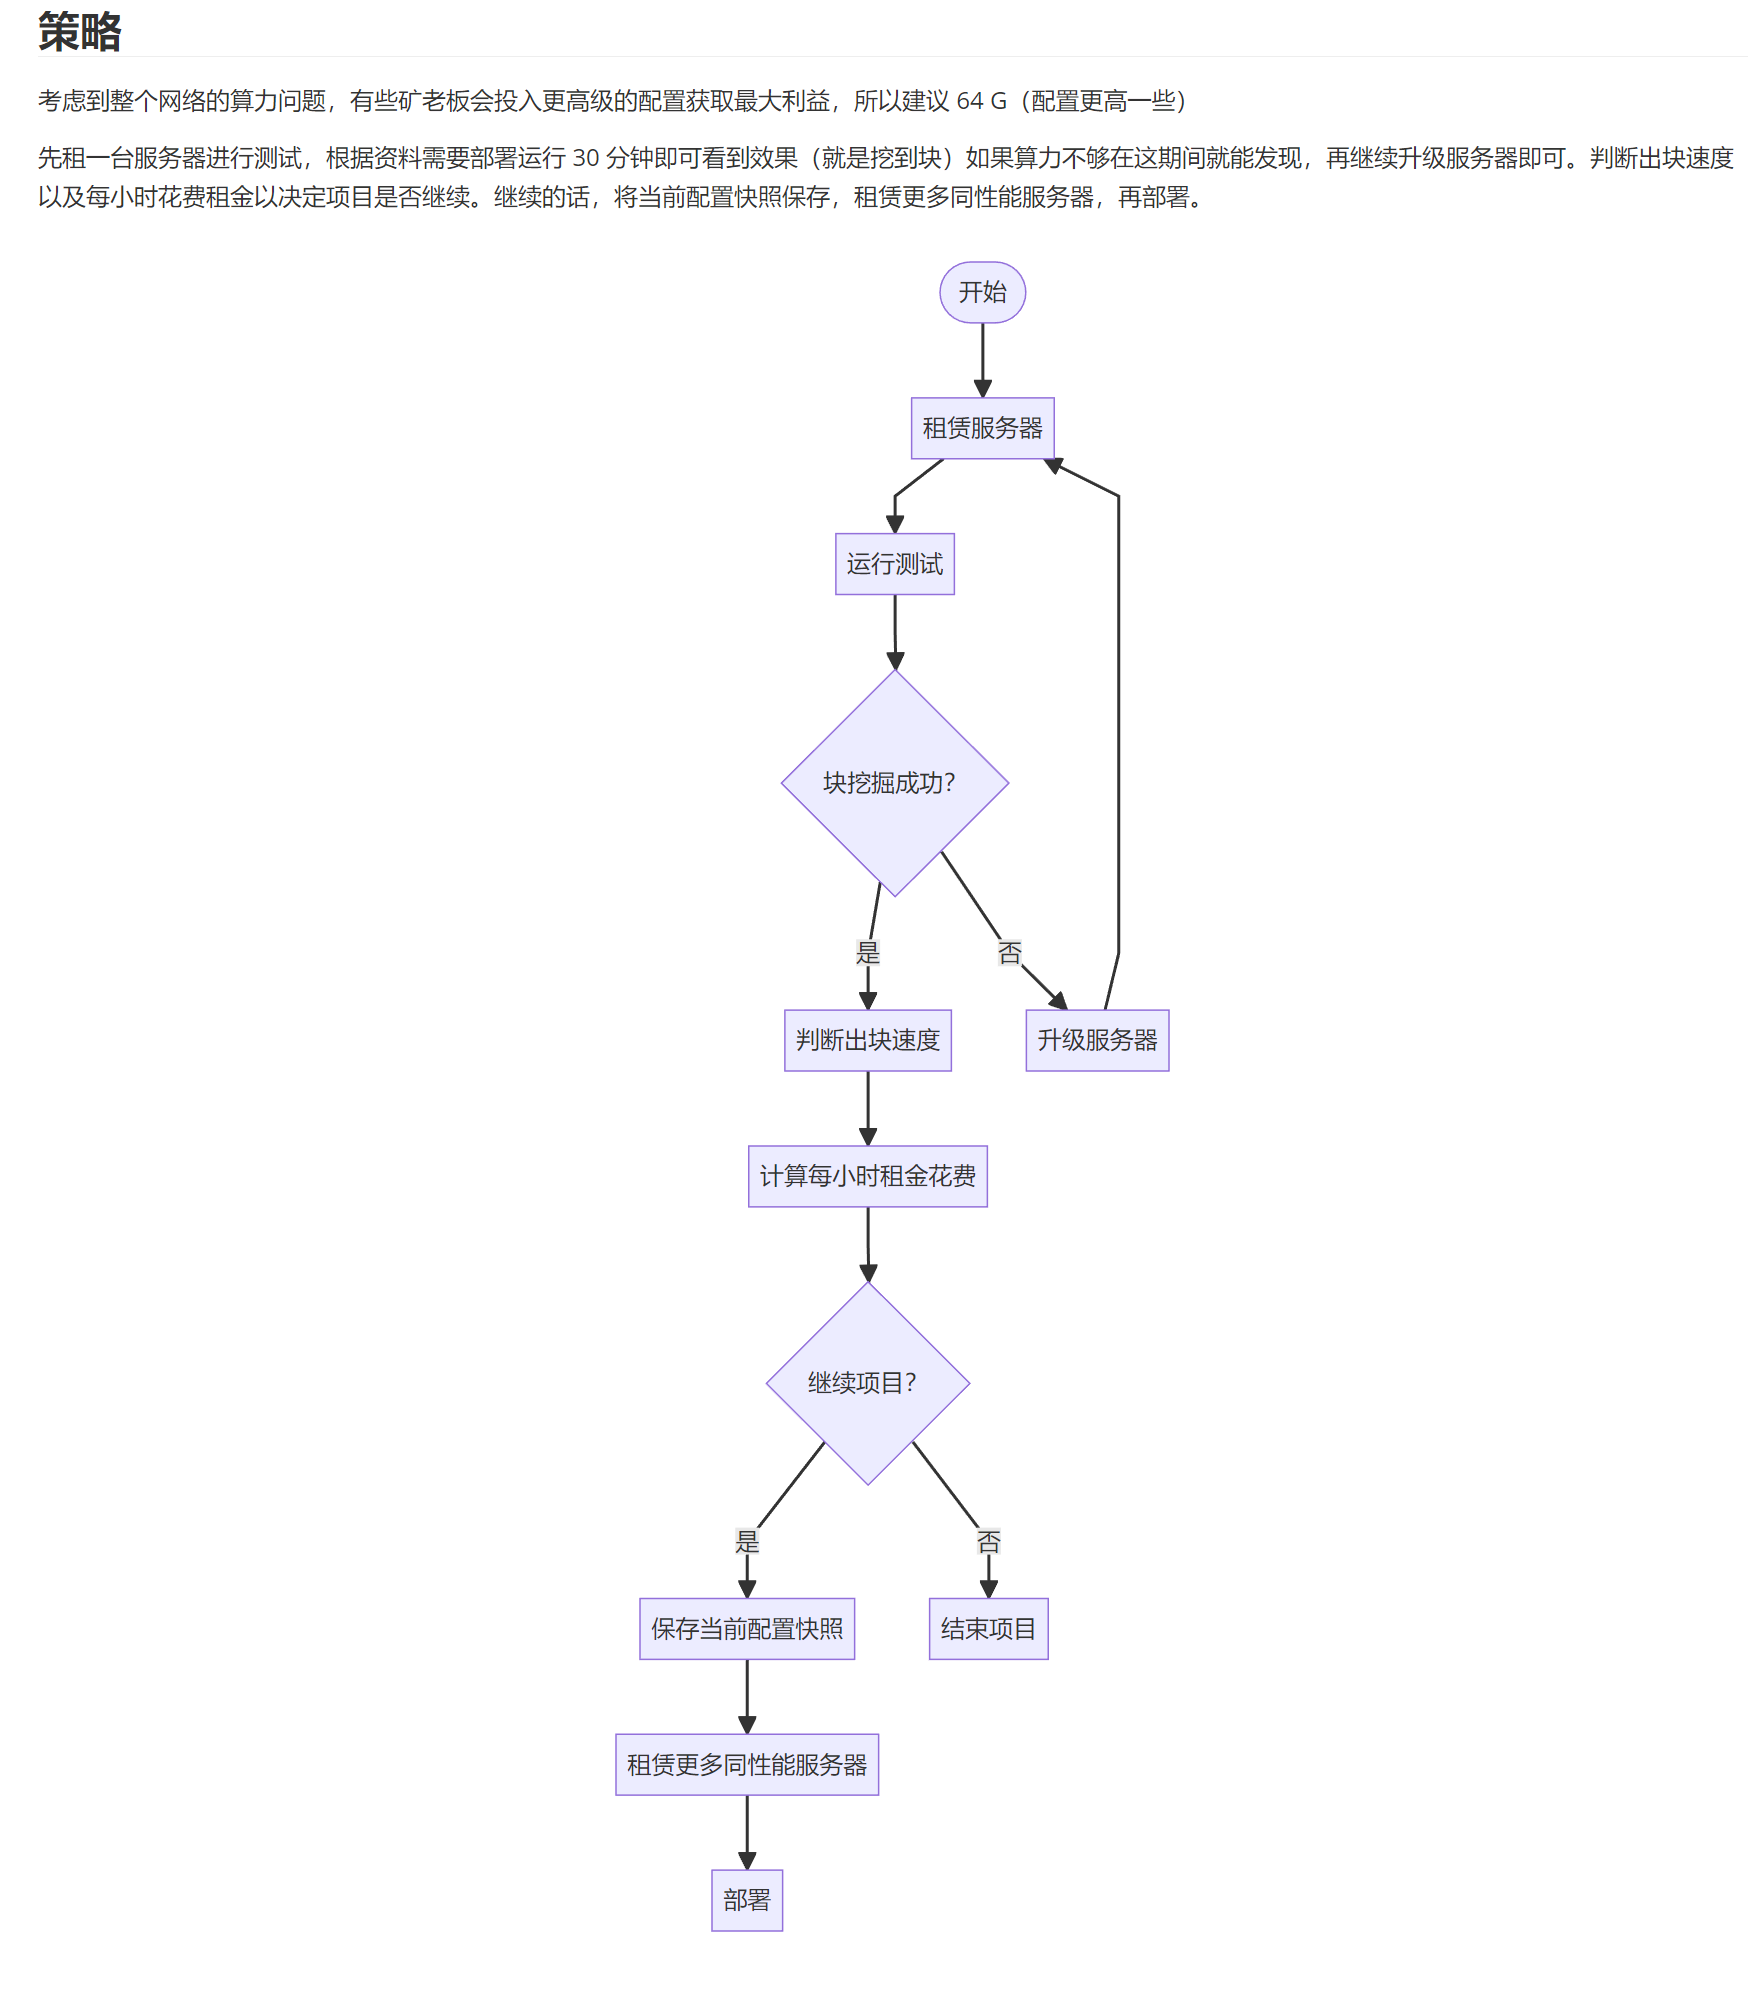 策略
考虑到整个网络的算力问题，有些矿老板会投入更高级的配置获取最大利益，所以建议 64 G（配置更高一些）
先租一台服务器进行测试，根据资料需要部署运行 30 分钟即可看到效果（就是挖到块）如果算力不够在这期间就能发现，再继续升级服务器即可。判断出块速度
以及每小时花费租金以决定项目是否继续。继续的话，将当前配置快照保存，租赁更多同性能服务器，再部署。
开始
租赁服务器
运行测试
块挖掘成功？
是
否
判断出块速度
升级服务器
计算每小时租金花费
继续项目？
是
否
保存当前配置快照
结束项目
租赁更多同性能服务器
部署